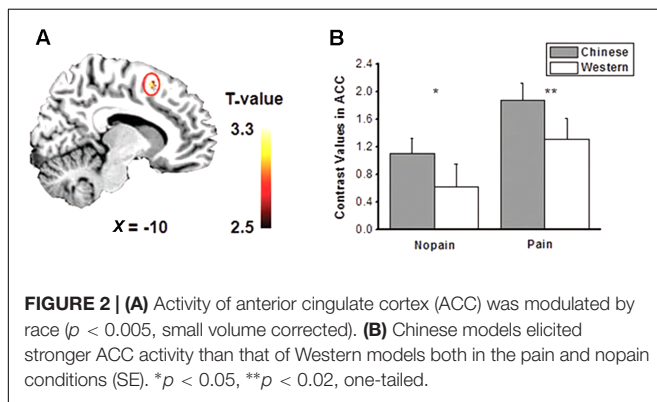 A
T-value
3.3
2.5
X = -10
B
Chinese
Western
Contrast Values in ACC
2.4
2.0
1.6
1.2
0.8
0.4
0.0
*
**
Nopain
Pain
FIGURE 2 | (A) Activity of anterior cingulate cortex (ACC) was modulated by
race (p < 0.005, small volume corrected). (B) Chinese models elicited
stronger ACC activity than that of Western models both in the pain and nopain
conditions (SE). *p < 0.05, **p < 0.02, one-tailed.